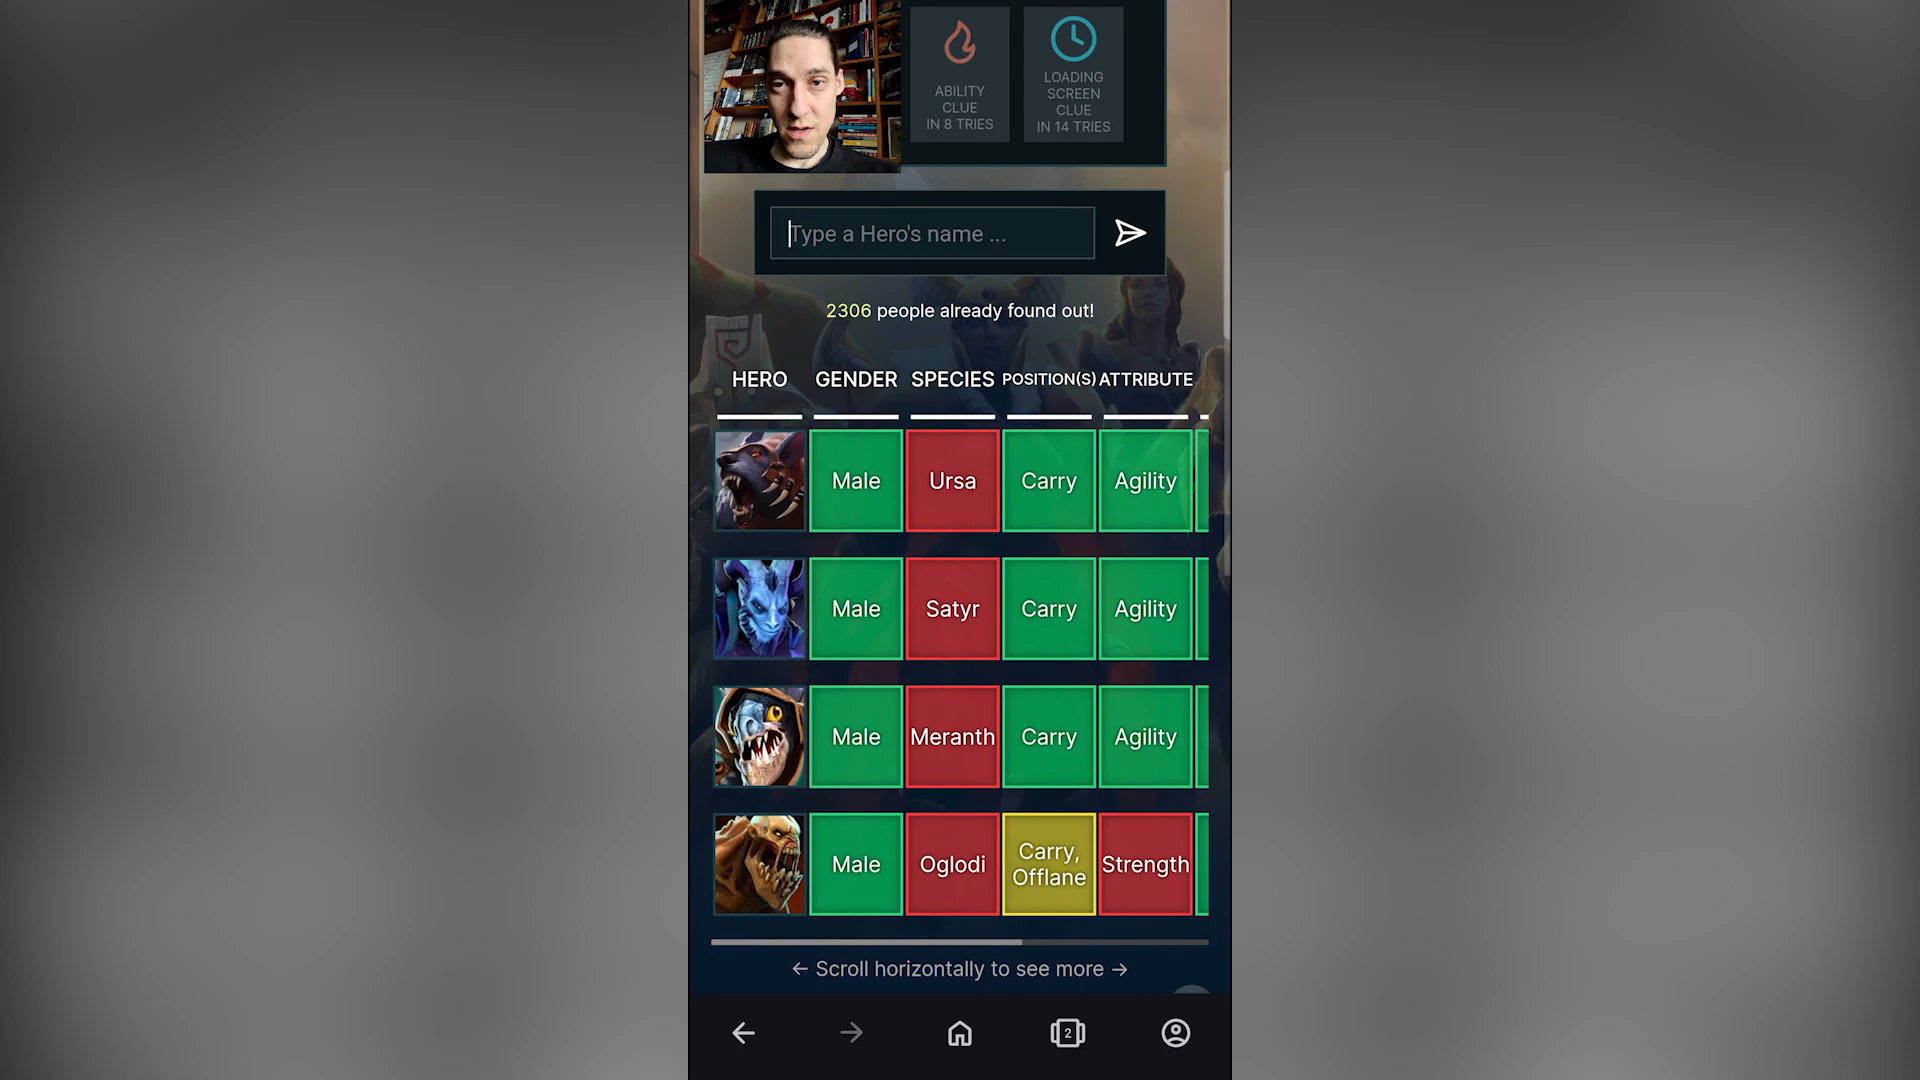 ABILITY
CLUE
IN 8 TRIES
LOADING
SCREEN
CLUE
IN 14 TRIES
Type a Hero's name ...
2306 people already found out!
HERO GENDER SPECIES POSITION(S) ATTRIBUTE
Male Ursa Carry Agility
Male Satyr Carry Agility
Male Meranth Carry Agility
Male Oglodi Carry, Offlane Strength
← Scroll horizontally to see more →
2